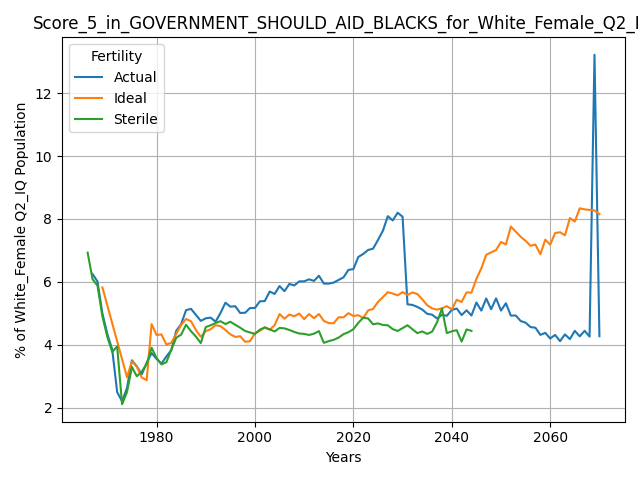 Score_5_in_GOVERNMENT_SHOULD_AID_BLACKS_for_White_Female_Q2_I
Fertility
Actual
Ideal
Sterile
% of White_Female Q2_IQ Population
12
10
8
6
4
2
1980
2000
2020
2040
2060
Years